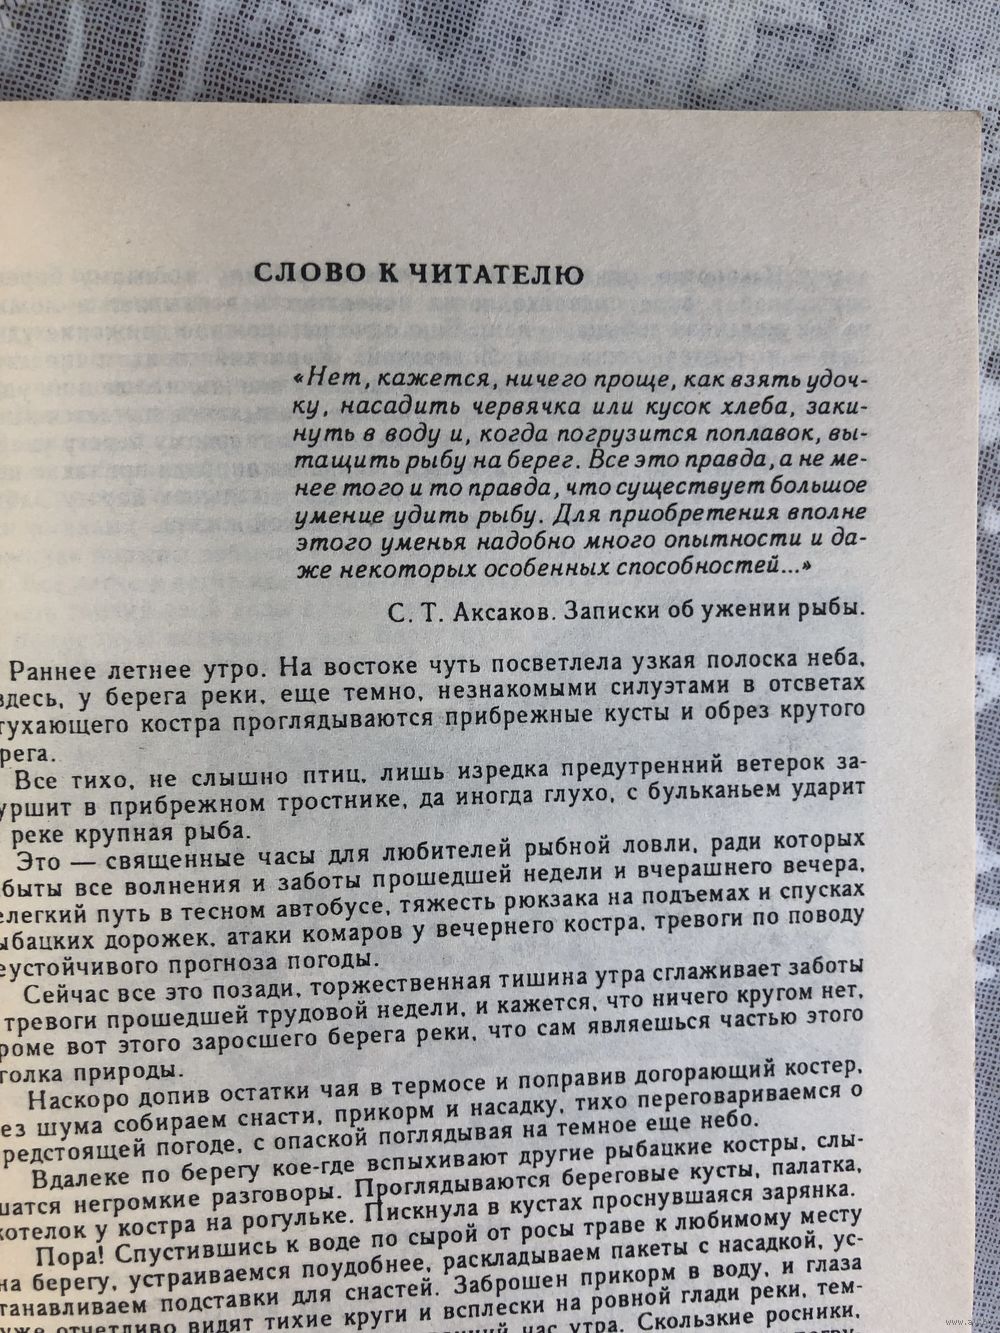 СЛОВО К ЧИТАТЕЛЮ
«Нет, кажется, ничего проще, как взять удоч-
ку, насадить червячка или кусок хлеба, заки-
нуть в воду и, когда погрузится поплавок, вы-
тащить рыбу на берег. Все это правда, а не ме-
нее того и то правда, что существует большое
умение удить рыбу. Для приобретения вполне
этого уменья надобно много опытности и да-
же некоторых особенных способностей...»
С. Т. Аксаков. Записки об ужении рыбы.
Раннее летнее утро. На востоке чуть посветлела узкая полоска неба,
здесь, у берега реки, еще темно, незнакомыми силуэтами в отсветах
тухающего костра проглядываются прибрежные кусты и обрез крутого
рега.
Все тихо, не слышно птиц, лишь изредка предутренний ветерок за-
уршит в прибрежном тростнике, да иногда глухо, с бульканьем ударит
реке крупная рыба.
Это — священные часы для любителей рыбной ловли, ради которых
быты все волнения и заботы прошедшей недели и вчерашнего вечера,
елегкий путь в тесном автобусе, тяжесть рюкзака на подъемах и спусках
ыбацких дорожек, атаки комаров у вечернего костра, тревоги по поводу
еустойчивого прогноза погоды.
Сейчас все это позади, торжественная тишина утра сглаживает заботы
тревоги прошедшей трудовой недели, и кажется, что ничего кругом нет,
роме вот этого заросшего берега реки, что сам являешься частью этого
голка природы.
Наскоро допив остатки чая в термосе и поправив догорающий костер,
ез шума собираем снасти, прикорм и насадку, тихо переговариваемся о
редстоящей погоде, с опаской поглядывая на темное еще небо.
Вдалеке по берегу кое-где вспыхивают другие рыбацкие костры, слы-
шатся негромкие разговоры. Проглядываются береговые кусты, палатка,
котелок у костра на рогульке. Пискнула в кустах проснувшаяся зарянка.
Пора! Спустившись к воде по сырой от росы траве к любимому месту
на берегу, устраиваемся поудобнее, раскладываем пакеты с насадкой, ус-
танавливаем подставки для снастей. Заброшен прикорм в воду, и глаза
уже отчетливо видят тихие круги и всплески на ровной глади реки, тем-
час утра. Скользкие росники,